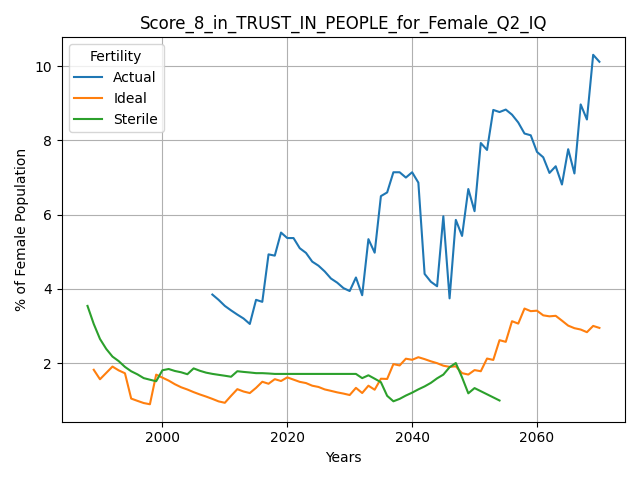 Score_8_in_TRUST_IN_PEOPLE_for_Female_Q2_IQ
Fertility
Actual
Ideal
Sterile
% of Female Population
10
8
6
4
2
2000 2020 2040 2060
Years